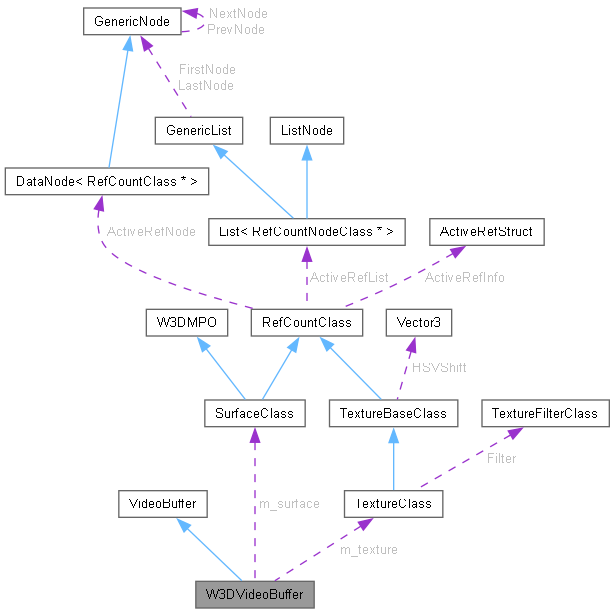 NextNode
GenericNode
PrevNode
FirstNode
LastNode
GenericList
ListNode
DataNode< RefCountClass * >
ActiveRefNode
List< RefCountNodeClass * >
ActiveRefStruct
ActiveRefList
ActiveRefInfo
W3DMPO
RefCountClass
Vector3
HSVShift
SurfaceClass
TextureBaseClass
TextureFilterClass
Filter
VideoBuffer
m_surface
TextureClass
m_texture
W3DVideoBuffer